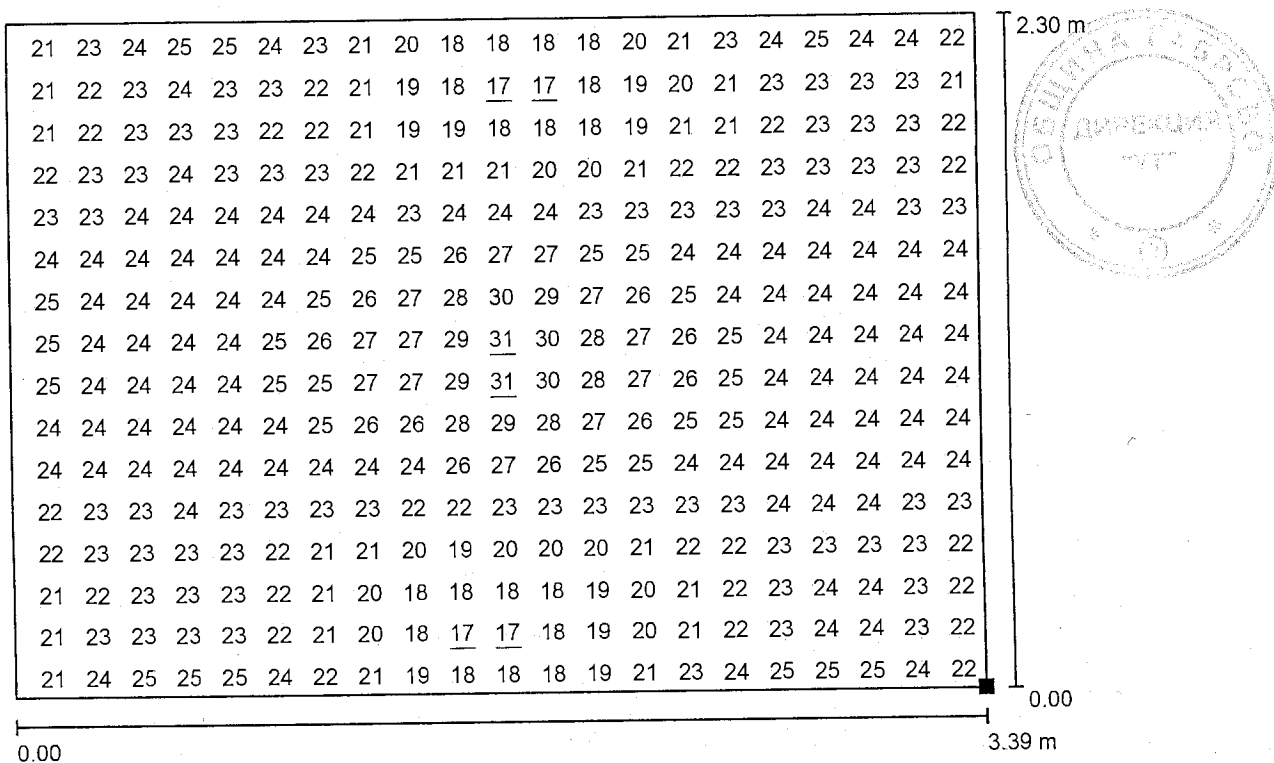 2.30 m
21 23 24 25 25 24 23 21 20 18 18 18 18 20 21 23 24 25 24 24 22
21 22 23 24 23 23 22 21 19 18 17 17 18 19 20 21 23 23 23 23 21
21 22 23 23 23 22 22 21 19 19 18 18 18 19 21 21 22 23 23 23 22
22 23 23 24 23 23 23 22 21 21 21 20 20 21 22 22 23 23 23 23 22
23 23 24 24 24 24 24 24 23 24 24 24 23 23 23 23 23 24 24 23 23
24 24 24 24 24 24 24 25 25 26 27 27 25 25 24 24 24 24 24 24 24
25 24 24 24 24 24 25 26 27 28 30 29 27 26 25 24 24 24 24 24 24
25 24 24 24 24 25 26 27 27 29 31 30 28 27 26 25 24 24 24 24 24
25 24 24 24 24 25 25 27 27 29 31 30 28 27 26 25 24 24 24 24 24
24 24 24 24 24 24 25 26 26 28 29 28 27 26 25 25 24 24 24 24 24
24 24 24 24 24 24 24 24 24 26 27 26 25 25 24 24 24 24 24 24 24
22 23 23 24 23 23 23 23 22 22 23 23 23 23 23 23 24 24 24 23 23
22 23 23 23 23 22 21 21 20 19 20 20 20 21 22 22 23 23 23 23 22
21 22 23 23 23 22 21 20 18 18 18 18 19 20 21 22 23 24 24 23 22
21 23 23 23 23 22 21 20 18 17 17 18 19 20 21 22 23 24 24 23 22
21 24 25 25 25 24 22 21 19 18 18 18 19 21 23 24 25 25 25 24 22
0.00
0.00
3.39 m
ОБЩИНА ГАБРОВО
ДИРЕКЦИЯ
"УТ"